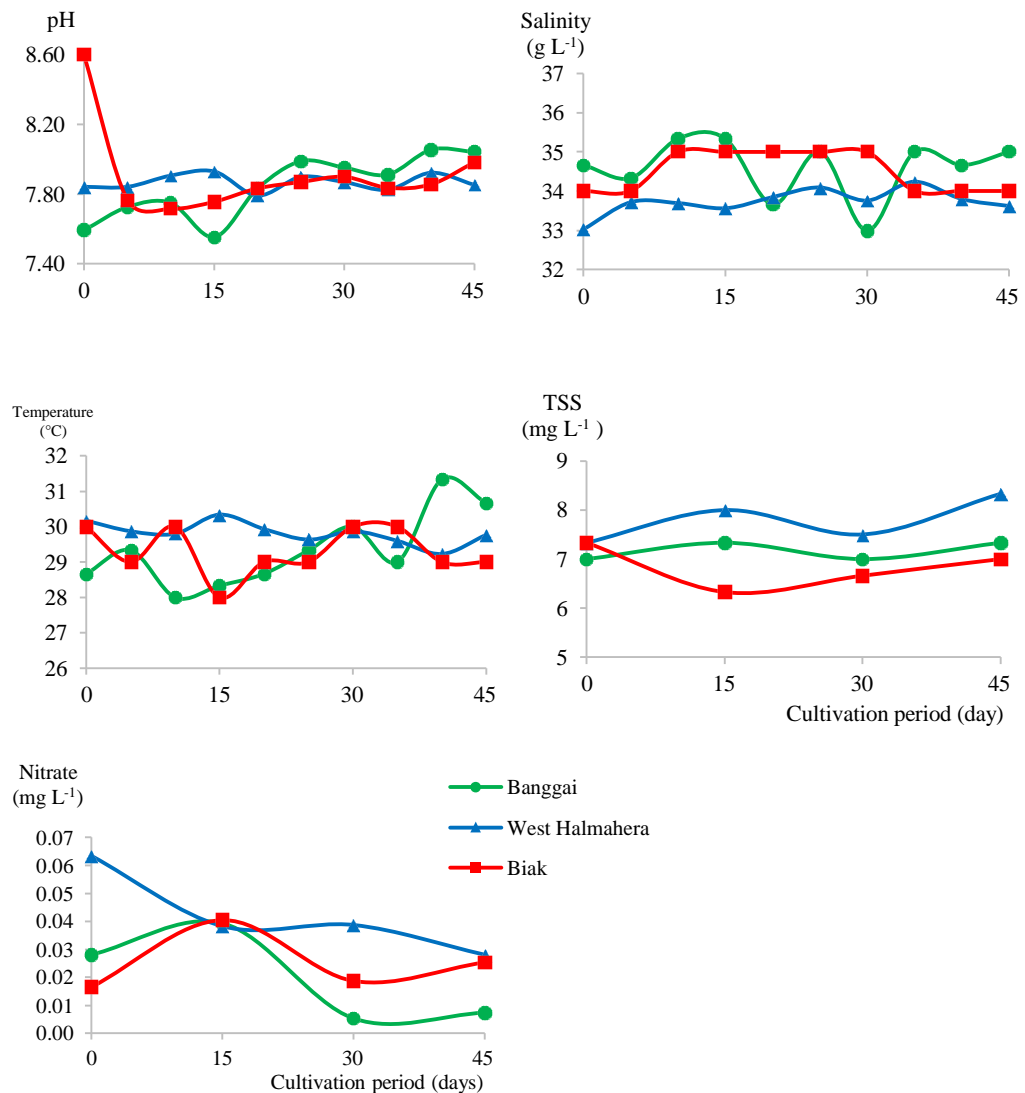 pH
8.60
8.20
7.80
7.40
0 15 30 45
Salinity
(g L-1)
37
36
35
34
33
32
0 15 30 45
Temperature
(°C)
32
31
30
29
28
27
26
0 15 30 45
TSS
(mg L-1 )
9
8
7
6
5
0 15 30 45
Cultivation period (day)
Nitrate
(mg L-1)
0.07
0.06
0.05
0.04
0.03
0.02
0.01
0.00
0 15 30 45
Cultivation period (days)
Banggai
West Halmahera
Biak